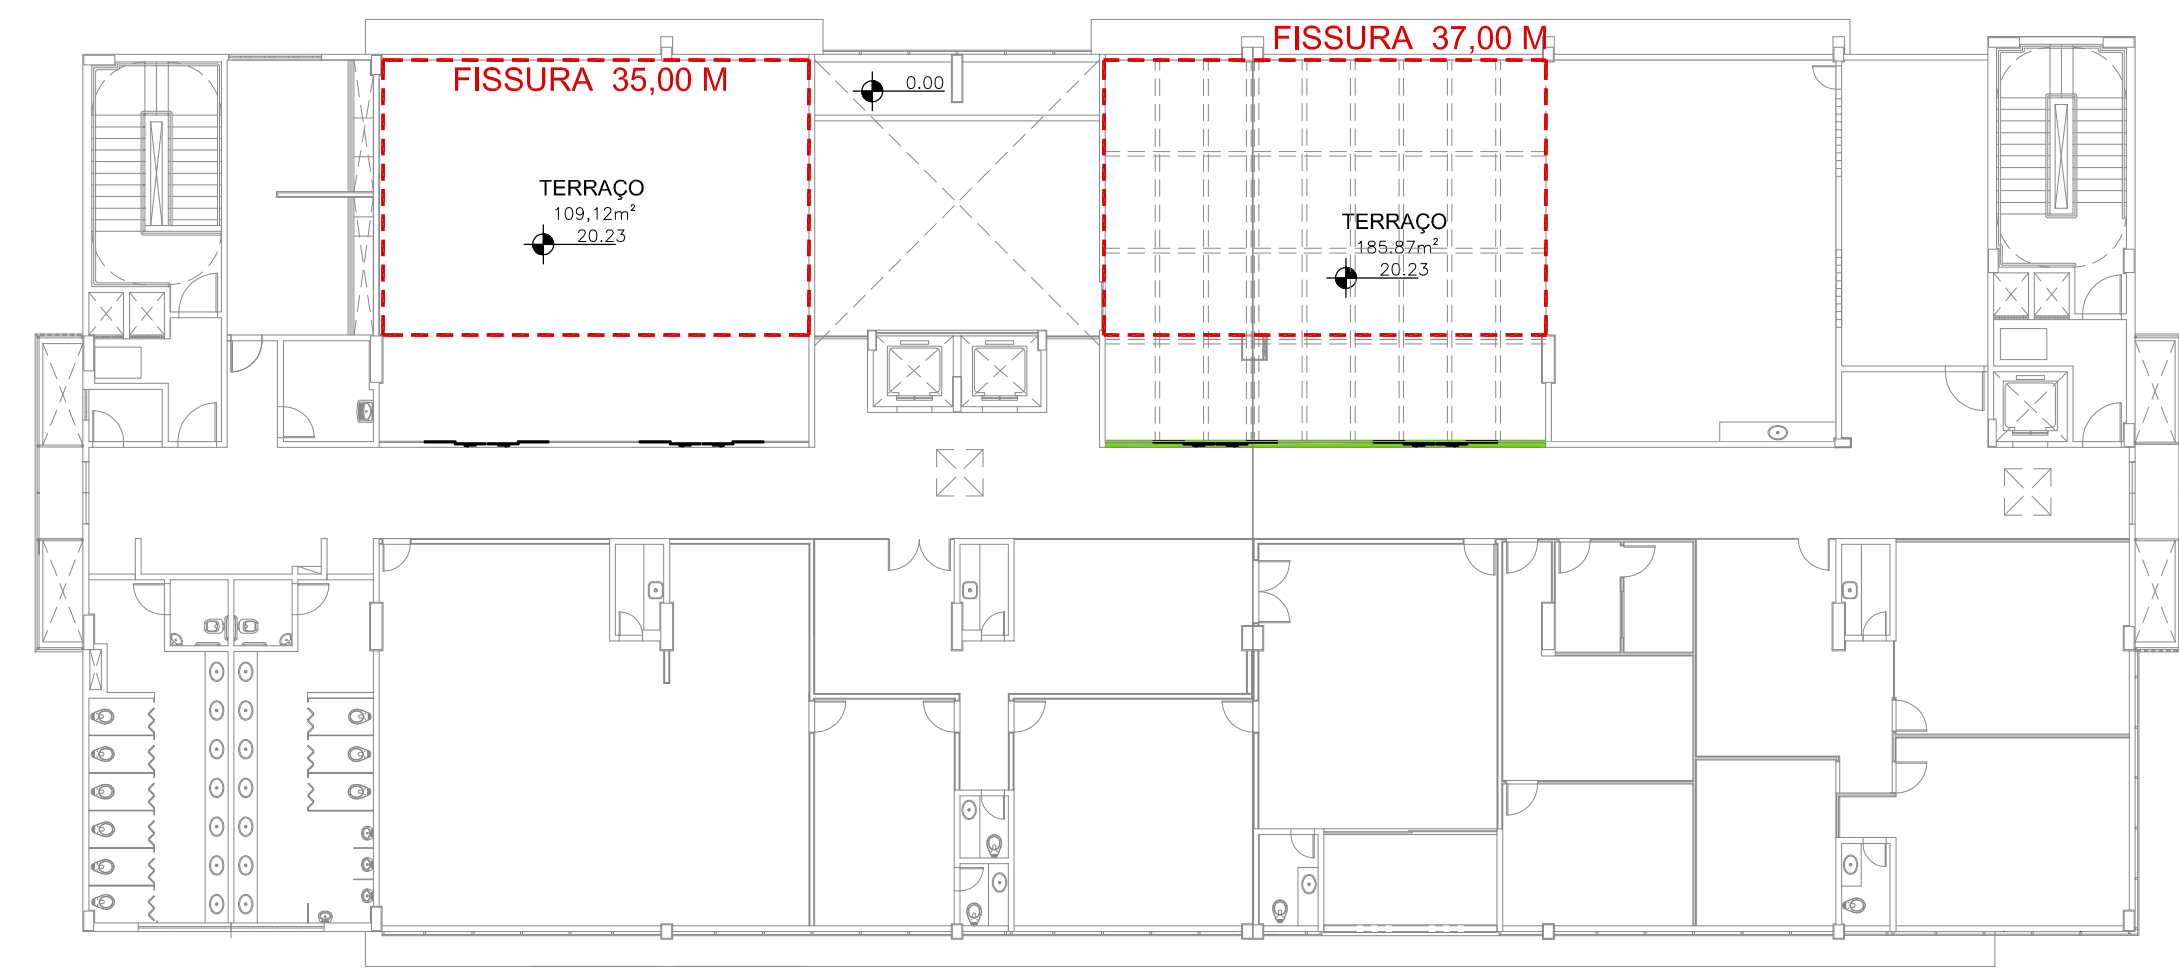 FISSURA 37,00 M
FISSURA 35,00 M
0.00
TERRAÇO
109,12m²
20.23
TERRAÇO
185.87m²
20.23